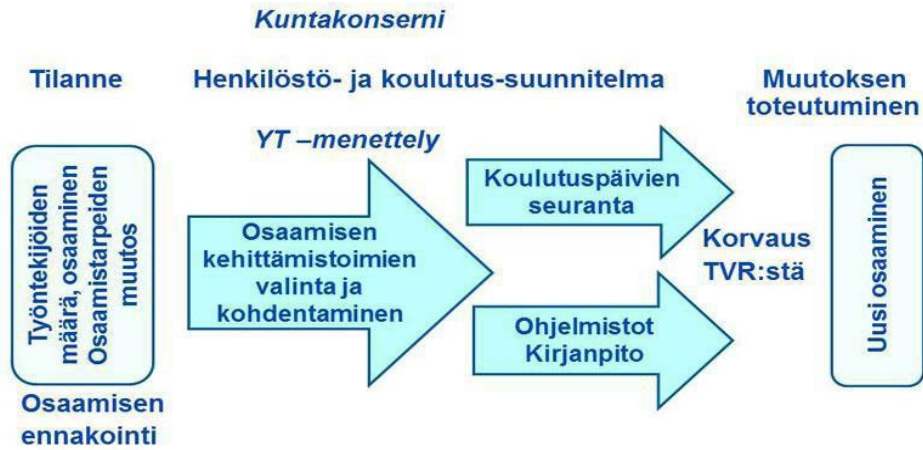 Kuntakonserni
Tilanne
Henkilöstö- ja koulutus-suunnitelma
Muutoksen
toteutuminen
YT –menettely
Työntekijöiden
määrä, osaaminen
Osaamistarpeiden
muutos
Osaamisen
kehittämistoimien
valinta ja
kohdentaminen
Koulutuspäivien
seuranta
Ohjelmistot
Kirjanpito
Korvaus
TVR:stä
Uusi osaaminen
Osaamisen
ennakointi